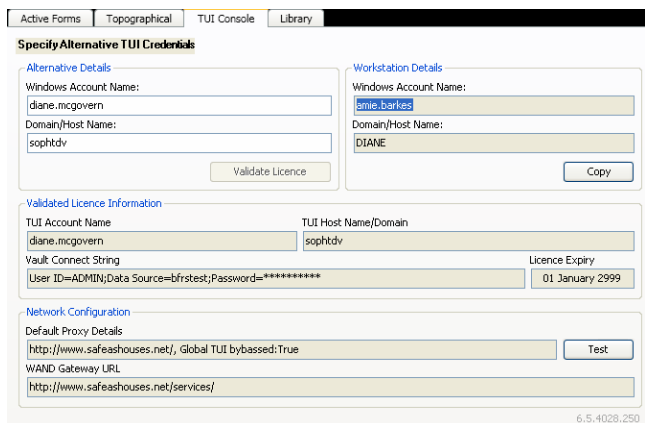 Active Forms Topographical TUI Console Library
Specify Alternative TUI Credentials
Alternative Details
Windows Account Name:
diane.mcgovern
Domain/Host Name:
sophtdv
Validate Licence
Workstation Details
Windows Account Name:
amie.barkes
Domain/Host Name:
DIANE
Copy
Validated Licence Information
TUI Account Name TUI Host Name/Domain
diane.mcgovern sophtdv
Vault Connect String Licence Expiry
User ID=ADMIN;Data Source=bfrstest;Password=********** 01 January 2999
Network Configuration
Default Proxy Details
http://www.safeashouses.net/, Global TUI bybassed:True Test
WAND Gateway URL
http://www.safeashouses.net/services/
6.5.4028.250